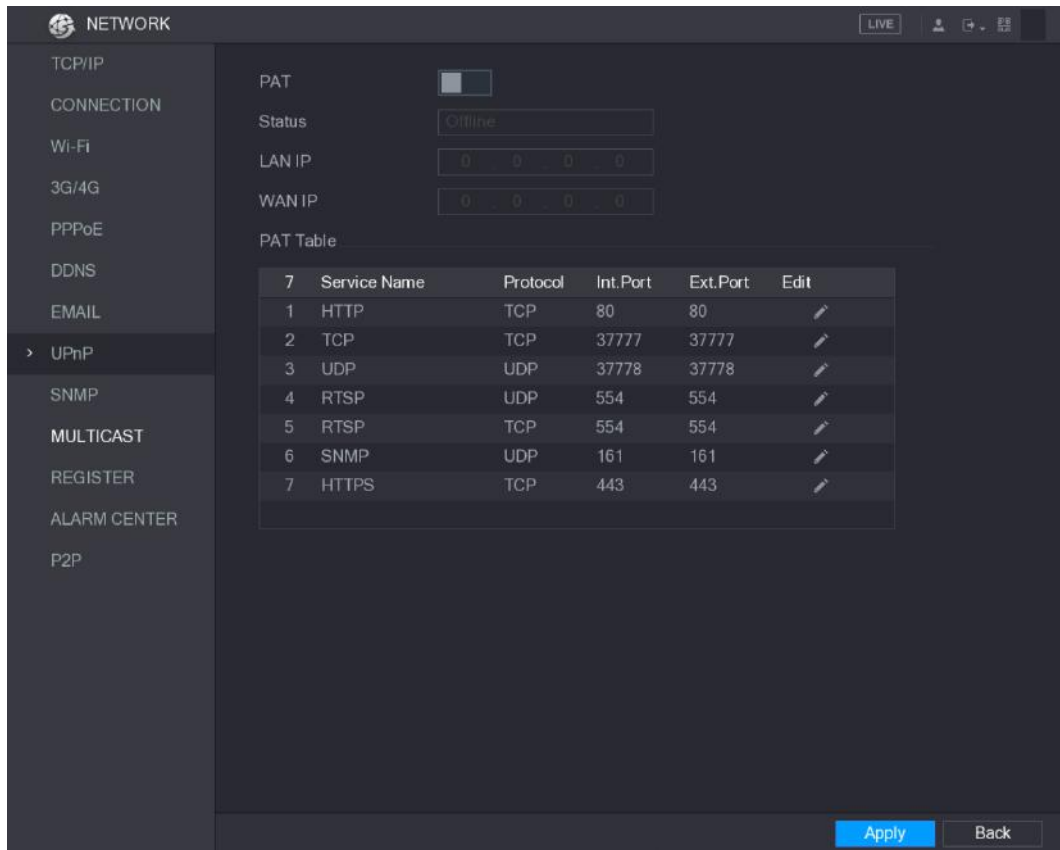 NETWORK
LIVE
TCP/IP
CONNECTION
Wi-Fi
3G/4G
PPPoE
DDNS
EMAIL
> UPnP
SNMP
MULTICAST
REGISTER
ALARM CENTER
P2P
PAT
Status Offline
LAN IP 0 . 0 . 0 . 0
WAN IP 0 . 0 . 0 . 0
PAT Table
7 Service Name Protocol Int.Port Ext.Port Edit
1 HTTP TCP 80 80
2 TCP TCP 37777 37777
3 UDP UDP 37778 37778
4 RTSP UDP 554 554
5 RTSP TCP 554 554
6 SNMP UDP 161 161
7 HTTPS TCP 443 443
Apply Back